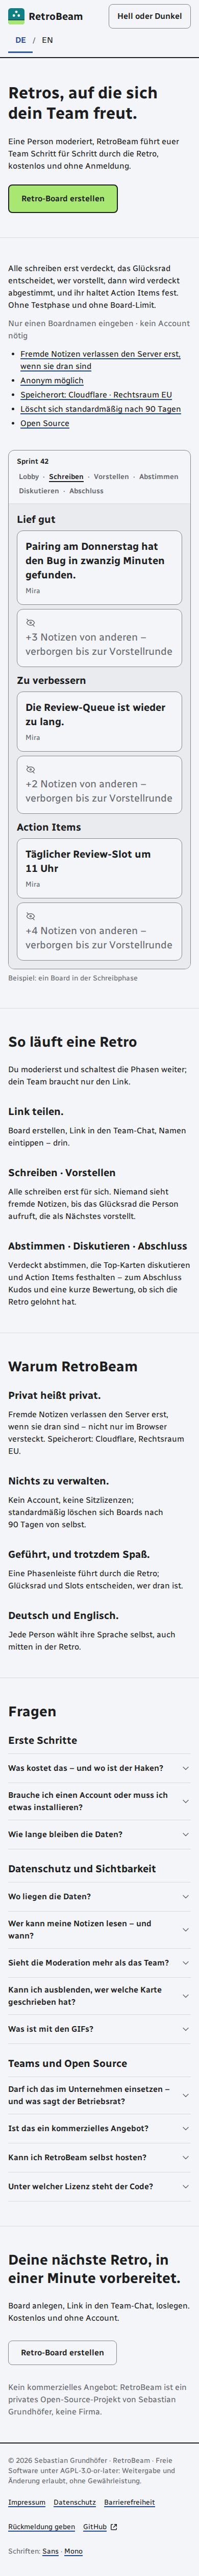 RetroBeam
Hell oder Dunkel
DE / EN
Retros, auf die sich
dein Team freut.
Eine Person moderiert, RetroBeam führt euer
Team Schritt für Schritt durch die Retro,
kostenlos und ohne Anmeldung.
Retro-Board erstellen
Alle schreiben erst verdeckt, das Glücksrad
entscheidet, wer vorstellt, dann wird verdeckt
abgestimmt, und ihr haltet Action Items fest.
Ohne Testphase und ohne Board-Limit.
Nur einen Boardnamen eingeben · kein Account
nötig
• Fremde Notizen verlassen den Server erst,
wenn sie dran sind
• Anonym möglich
• Speicherort: Cloudflare · Rechtsraum EU
• Löscht sich standardmäßig nach 90 Tagen
• Open Source
Sprint 42
Lobby · Schreiben · Vorstellen · Abstimmen
Diskutieren · Abschluss
Lief gut
Pairing am Donnerstag hat
den Bug in zwanzig Minuten
gefunden.
Mira
+3 Notizen von anderen –
verborgen bis zur Vorstellrunde
Zu verbessern
Die Review-Queue ist wieder
zu lang.
Mira
+2 Notizen von anderen –
verborgen bis zur Vorstellrunde
Action Items
Täglicher Review-Slot um
11 Uhr
Mira
+4 Notizen von anderen –
verborgen bis zur Vorstellrunde
Beispiel: ein Board in der Schreibphase
So läuft eine Retro
Du moderierst und schaltest die Phasen weiter;
dein Team braucht nur den Link.
Link teilen.
Board erstellen, Link in den Team-Chat, Namen
eintippen – drin.
Schreiben · Vorstellen
Alle schreiben erst für sich. Niemand sieht
fremde Notizen, bis das Glücksrad die Person
aufruft, die als Nächstes vorstellt.
Abstimmen · Diskutieren · Abschluss
Verdeckt abstimmen, die Top-Karten diskutieren
und Action Items festhalten – zum Abschluss
Kudos und eine kurze Bewertung, ob sich die
Retro gelohnt hat.
Warum RetroBeam
Privat heißt privat.
Fremde Notizen verlassen den Server erst,
wenn sie dran sind – nicht nur im Browser
versteckt. Speicherort: Cloudflare, Rechtsraum
EU.
Nichts zu verwalten.
Kein Account, keine Sitzlizenzen;
standardmäßig löschen sich Boards nach
90 Tagen von selbst.
Geführt, und trotzdem Spaß.
Eine Phasenleiste führt durch die Retro;
Glücksrad und Slots entscheiden, wer dran ist.
Deutsch und Englisch.
Jede Person wählt ihre Sprache selbst, auch
mitten in der Retro.
Fragen
Erste Schritte
Was kostet das – und wo ist der Haken?
Brauche ich einen Account oder muss ich
etwas installieren?
Wie lange bleiben die Daten?
Datenschutz und Sichtbarkeit
Wo liegen die Daten?
Wer kann meine Notizen lesen – und
wann?
Sieht die Moderation mehr als das Team?
Kann ich ausblenden, wer welche Karte
geschrieben hat?
Was ist mit den GIFs?
Teams und Open Source
Darf ich das im Unternehmen einsetzen –
und was sagt der Betriebsrat?
Ist das ein kommerzielles Angebot?
Kann ich RetroBeam selbst hosten?
Unter welcher Lizenz steht der Code?
Deine nächste Retro, in
einer Minute vorbereitet.
Board anlegen, Link in den Team-Chat, loslegen.
Kostenlos und ohne Account.
Retro-Board erstellen
Kein kommerzielles Angebot: RetroBeam ist ein
privates Open-Source-Projekt von Sebastian
Grundhöfer, keine Firma.
© 2026 Sebastian Grundhöfer · RetroBeam · Freie
Software unter AGPL-3.0-or-later: Weitergabe und
Änderung erlaubt, ohne Gewährleistung.
Impressum Datenschutz Barrierefreiheit
Rückmeldung geben GitHub
Schriften: Sans · Mono